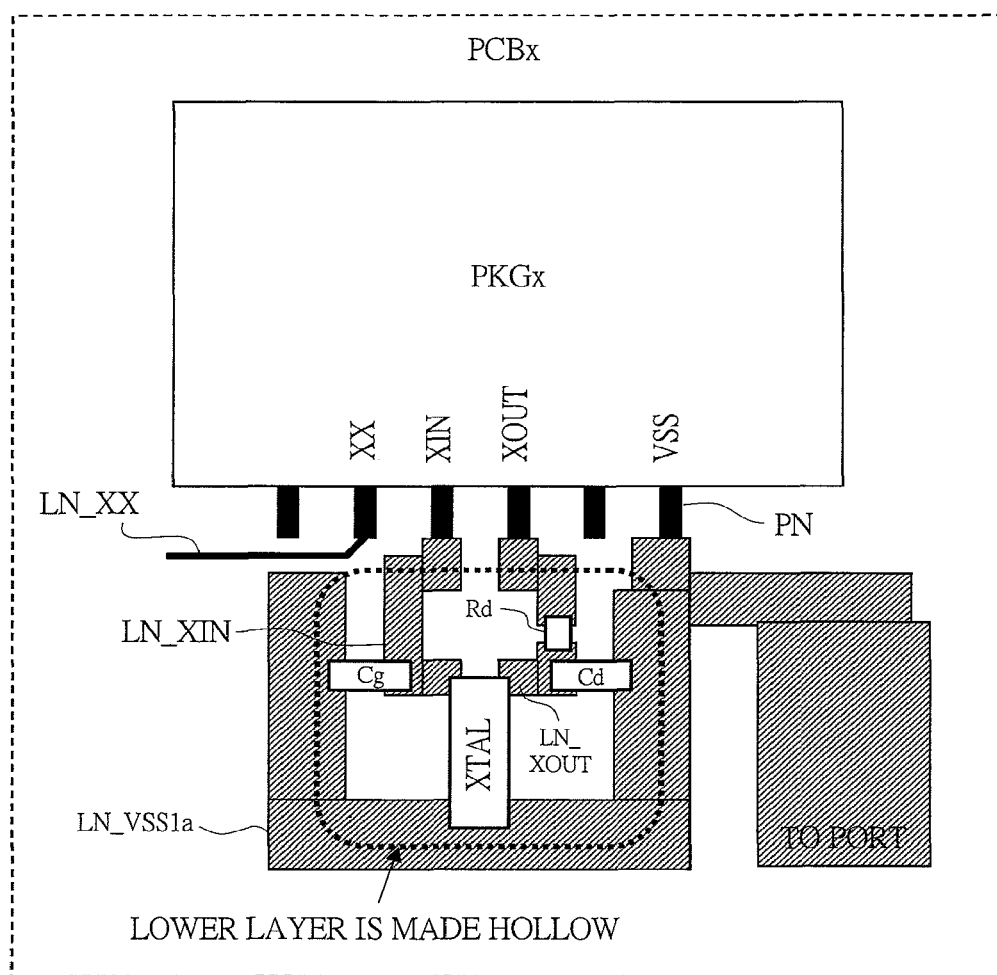 PCBx
PKGx
XX
XIN
XOUT
VSS
LN_XX
PN
LN_XIN
Rd
Cg
Cd
XTAL
LN_
XOUT
LN_VSS1a
TO PORT
LOWER LAYER IS MADE HOLLOW